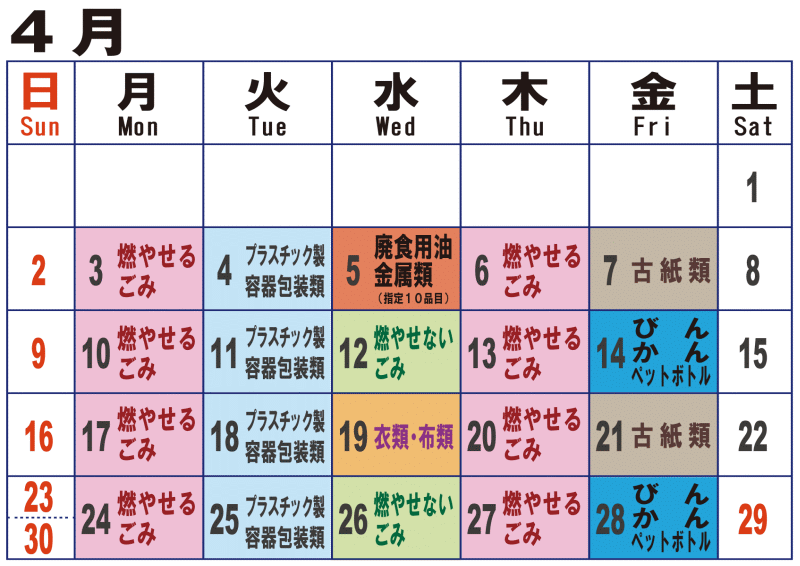 4月
日 月 火 水 木 金 土
Sun Mon Tue Wed Thu Fri Sat
1
2
3 燃やせる
ごみ
4 プラスチック製
容器包装類
5 廃食用油
金属類
（指定10品目）
6 燃やせる
ごみ
7 古紙類
8
9
10 燃やせる
ごみ
11 プラスチック製
容器包装類
12 燃やせない
ごみ
13 燃やせる
ごみ
14 びん
かん
ペットボトル
15
16
17 燃やせる
ごみ
18 プラスチック製
容器包装類
19 衣類・布類
20 燃やせる
ごみ
21 古紙類
22
23
30
24 燃やせる
ごみ
25 プラスチック製
容器包装類
26 燃やせない
ごみ
27 燃やせる
ごみ
28 びん
かん
ペットボトル
29